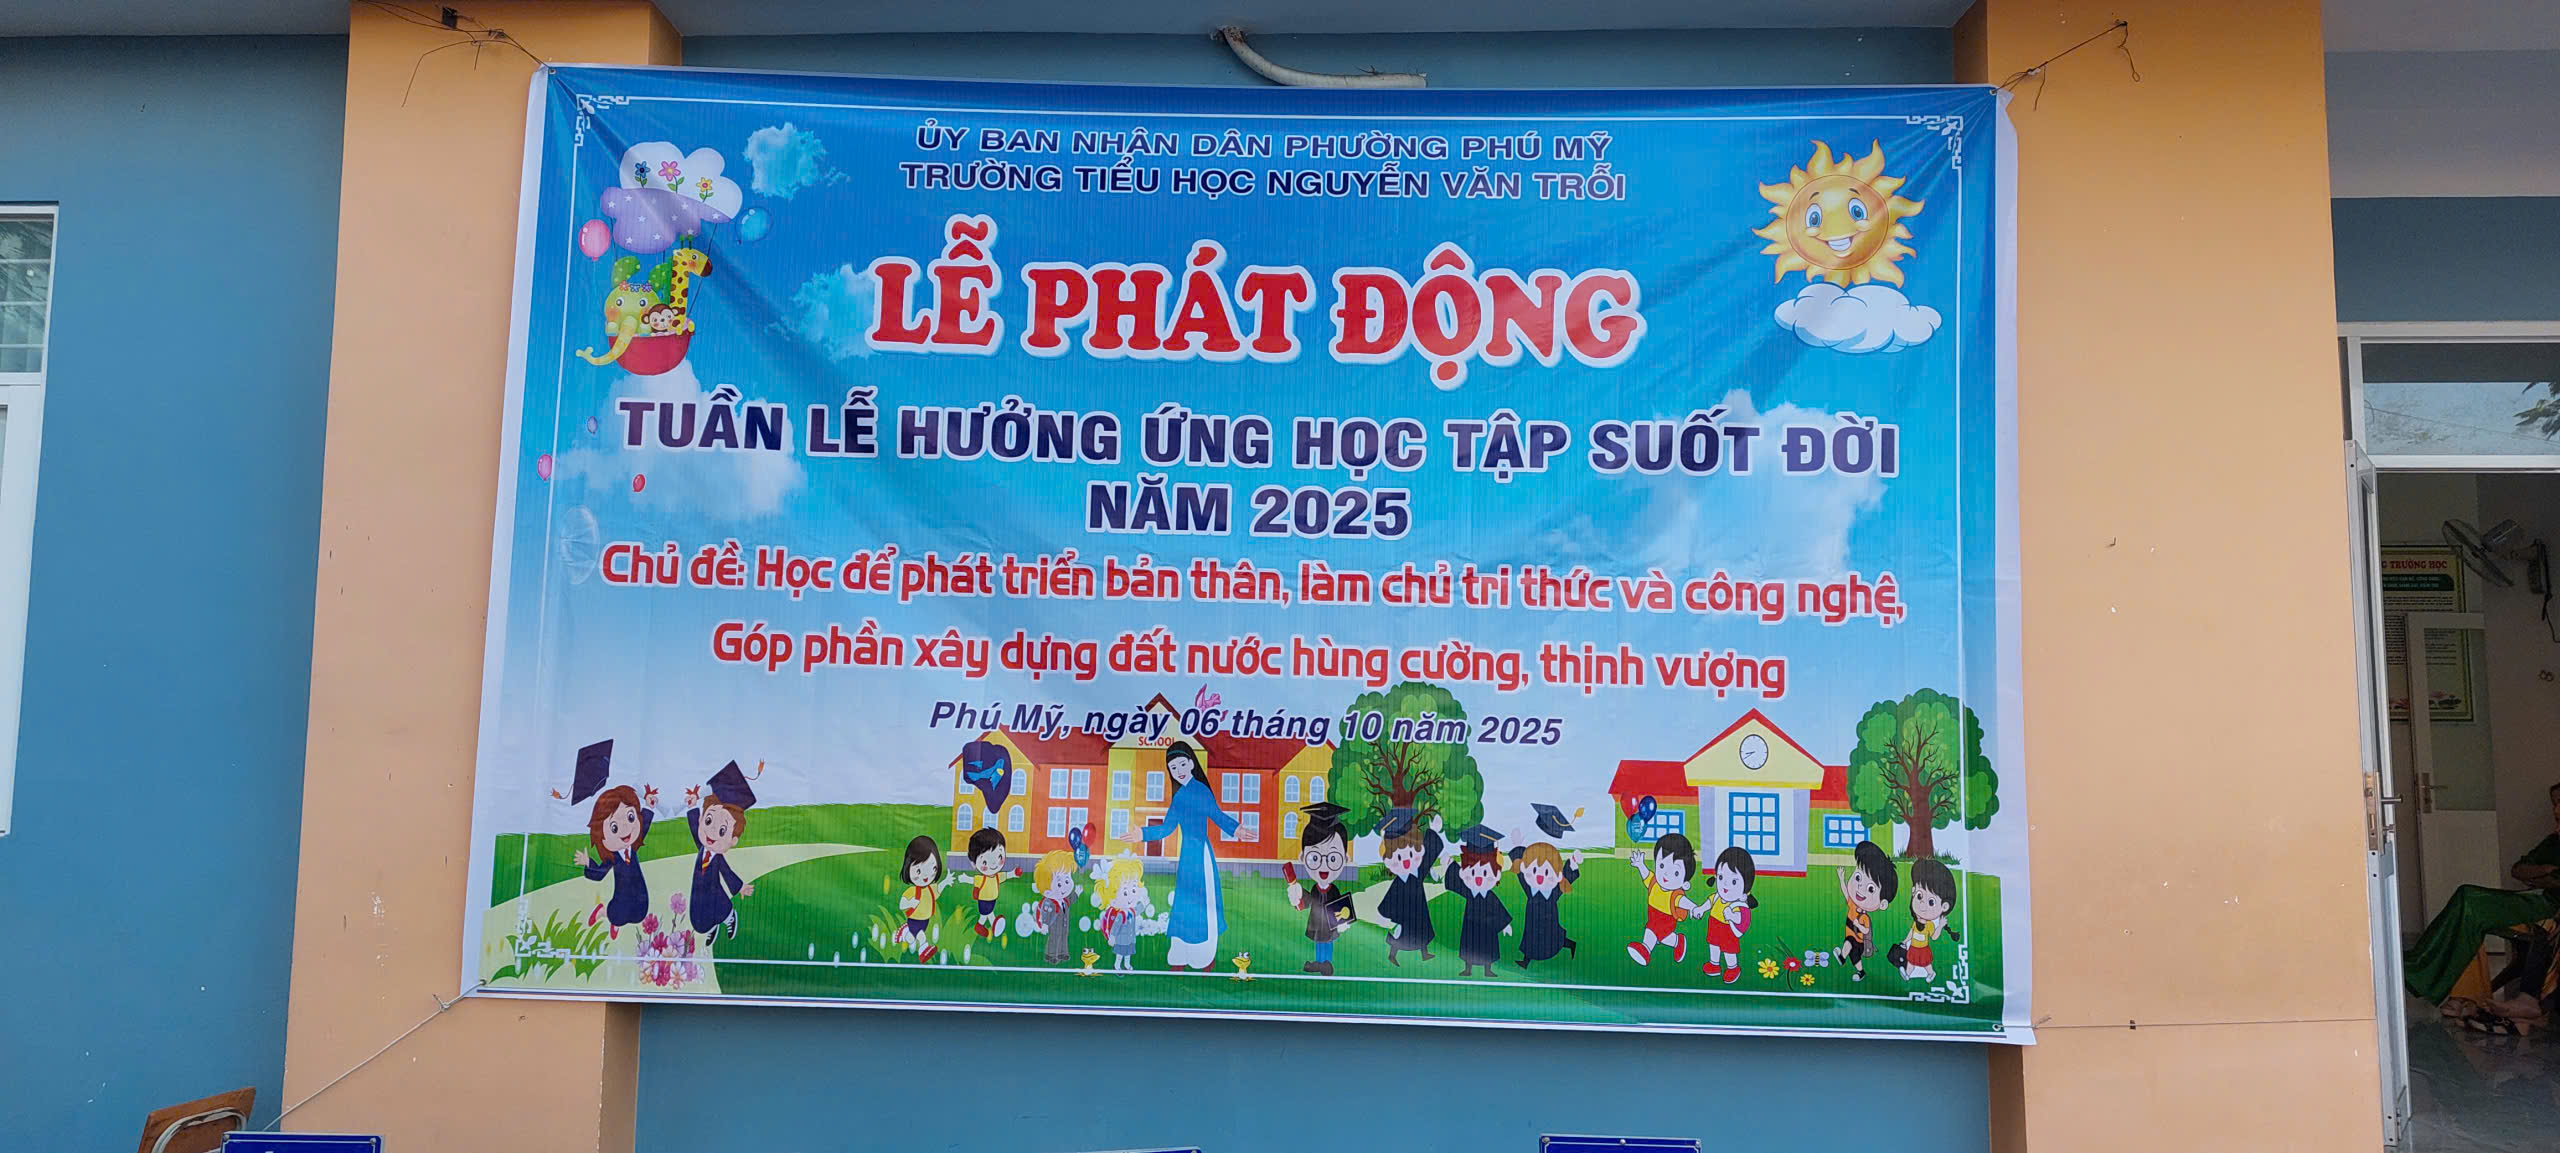 ỦY BAN NHÂN DÂN PHƯỜNG PHÚ MỸ
TRƯỜNG TIỂU HỌC NGUYỄN VĂN TRỖI
LỄ PHÁT ĐỘNG
TUẦN LỄ HƯỞNG ỨNG HỌC TẬP SUỐT ĐỜI
NĂM 2025
Chủ đề: Học để phát triển bản thân, làm chủ tri thức và công nghệ,
Góp phần xây dựng đất nước hùng cường, thịnh vượng
Phú Mỹ, ngày 06 tháng 10 năm 2025
SCHOOL
TRƯỜNG HỌC